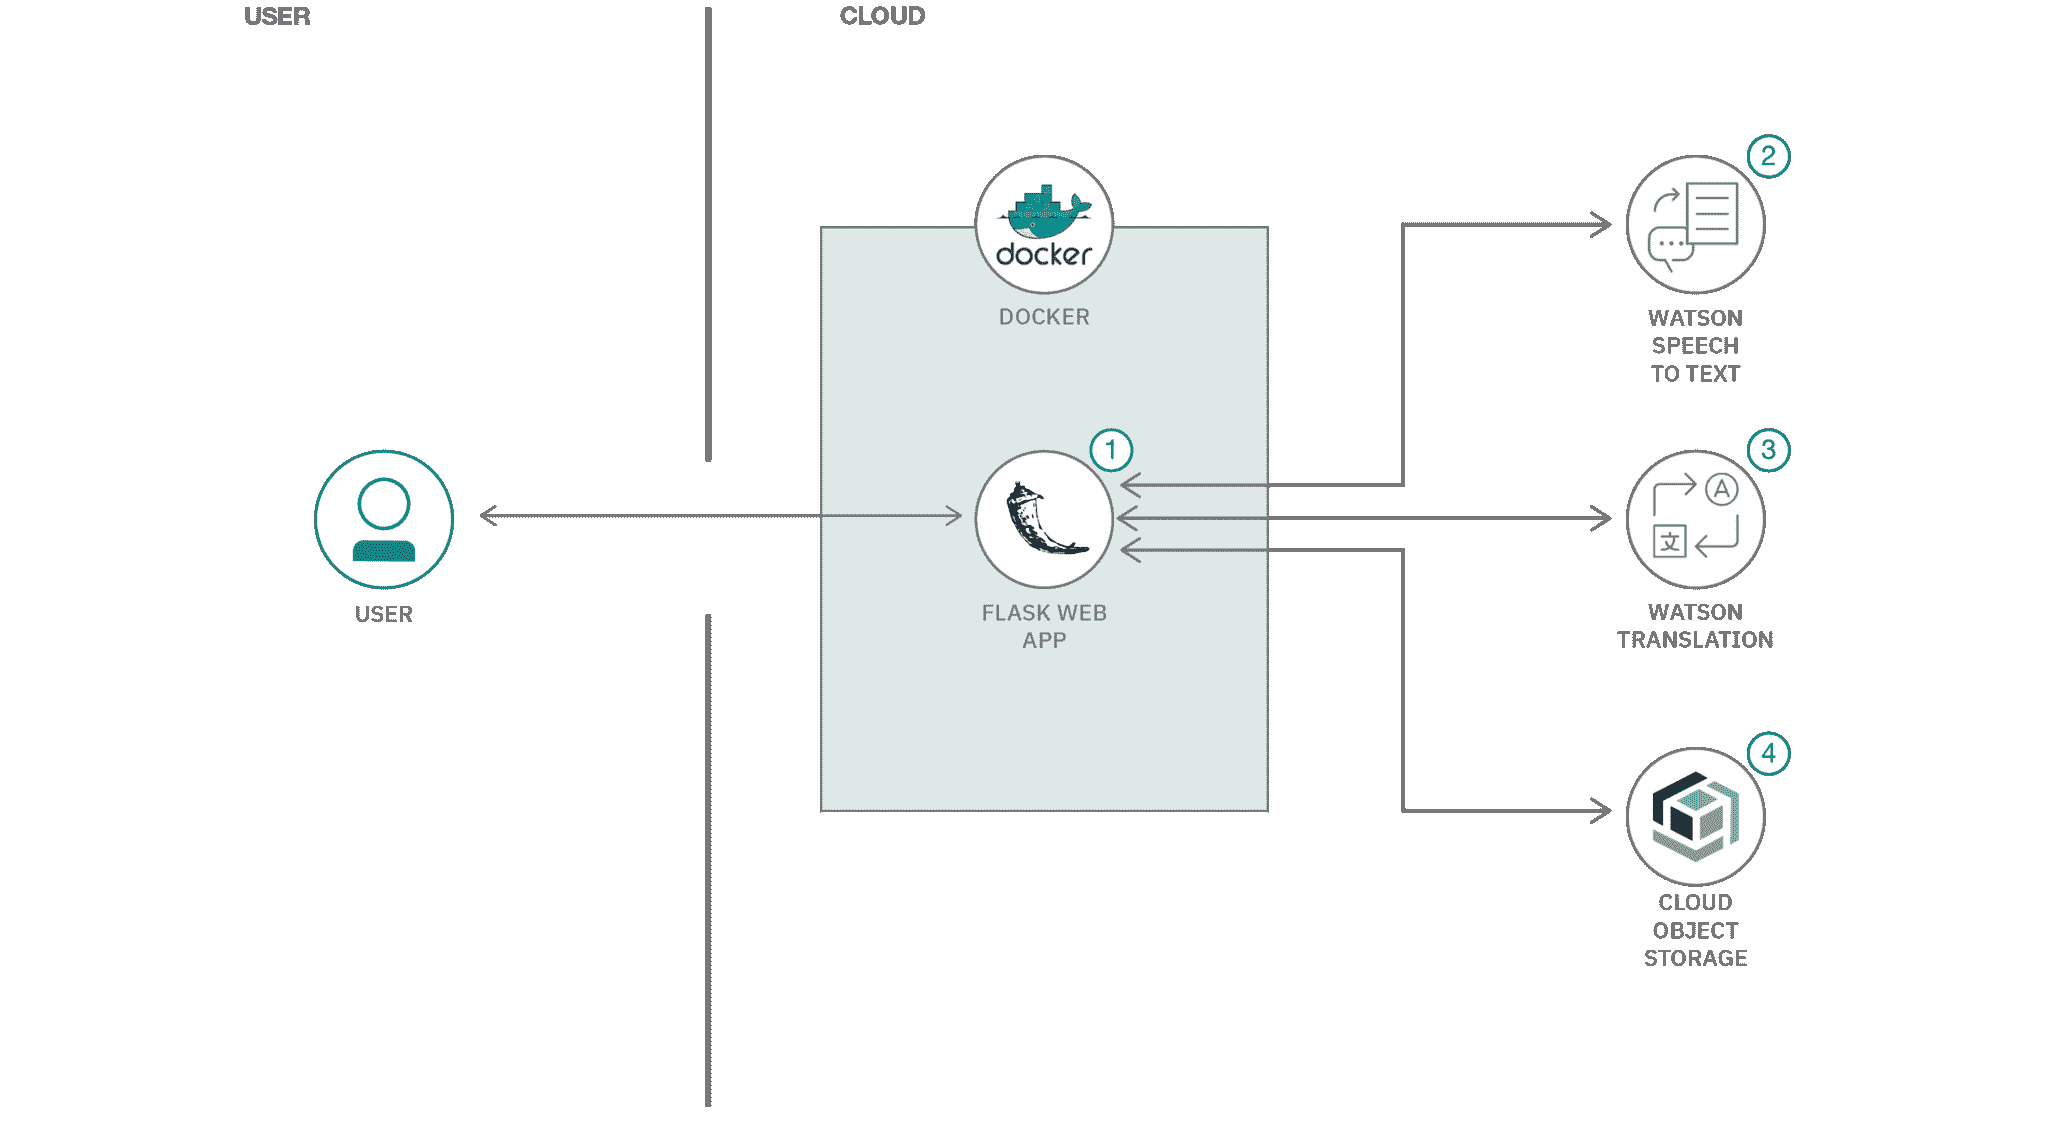 USER
CLOUD
docker
DOCKER
2
WATSON
SPEECH
TO TEXT
1
3
A
文
USER
FLASK WEB
APP
WATSON
TRANSLATION
4
CLOUD
OBJECT
STORAGE